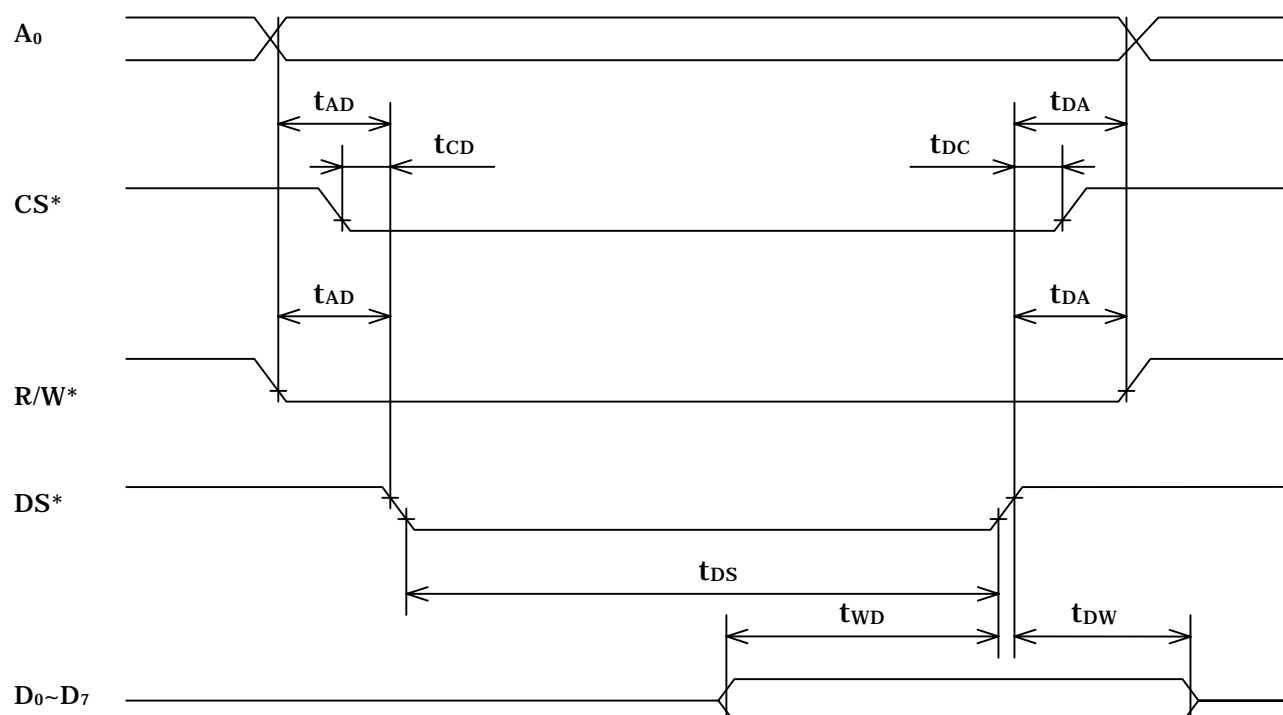 A₀
tAD tDA
tCD tDC
CS*
tAD tDA
R/W*
DS*
tDS
tWD tDW
D₀~D₇